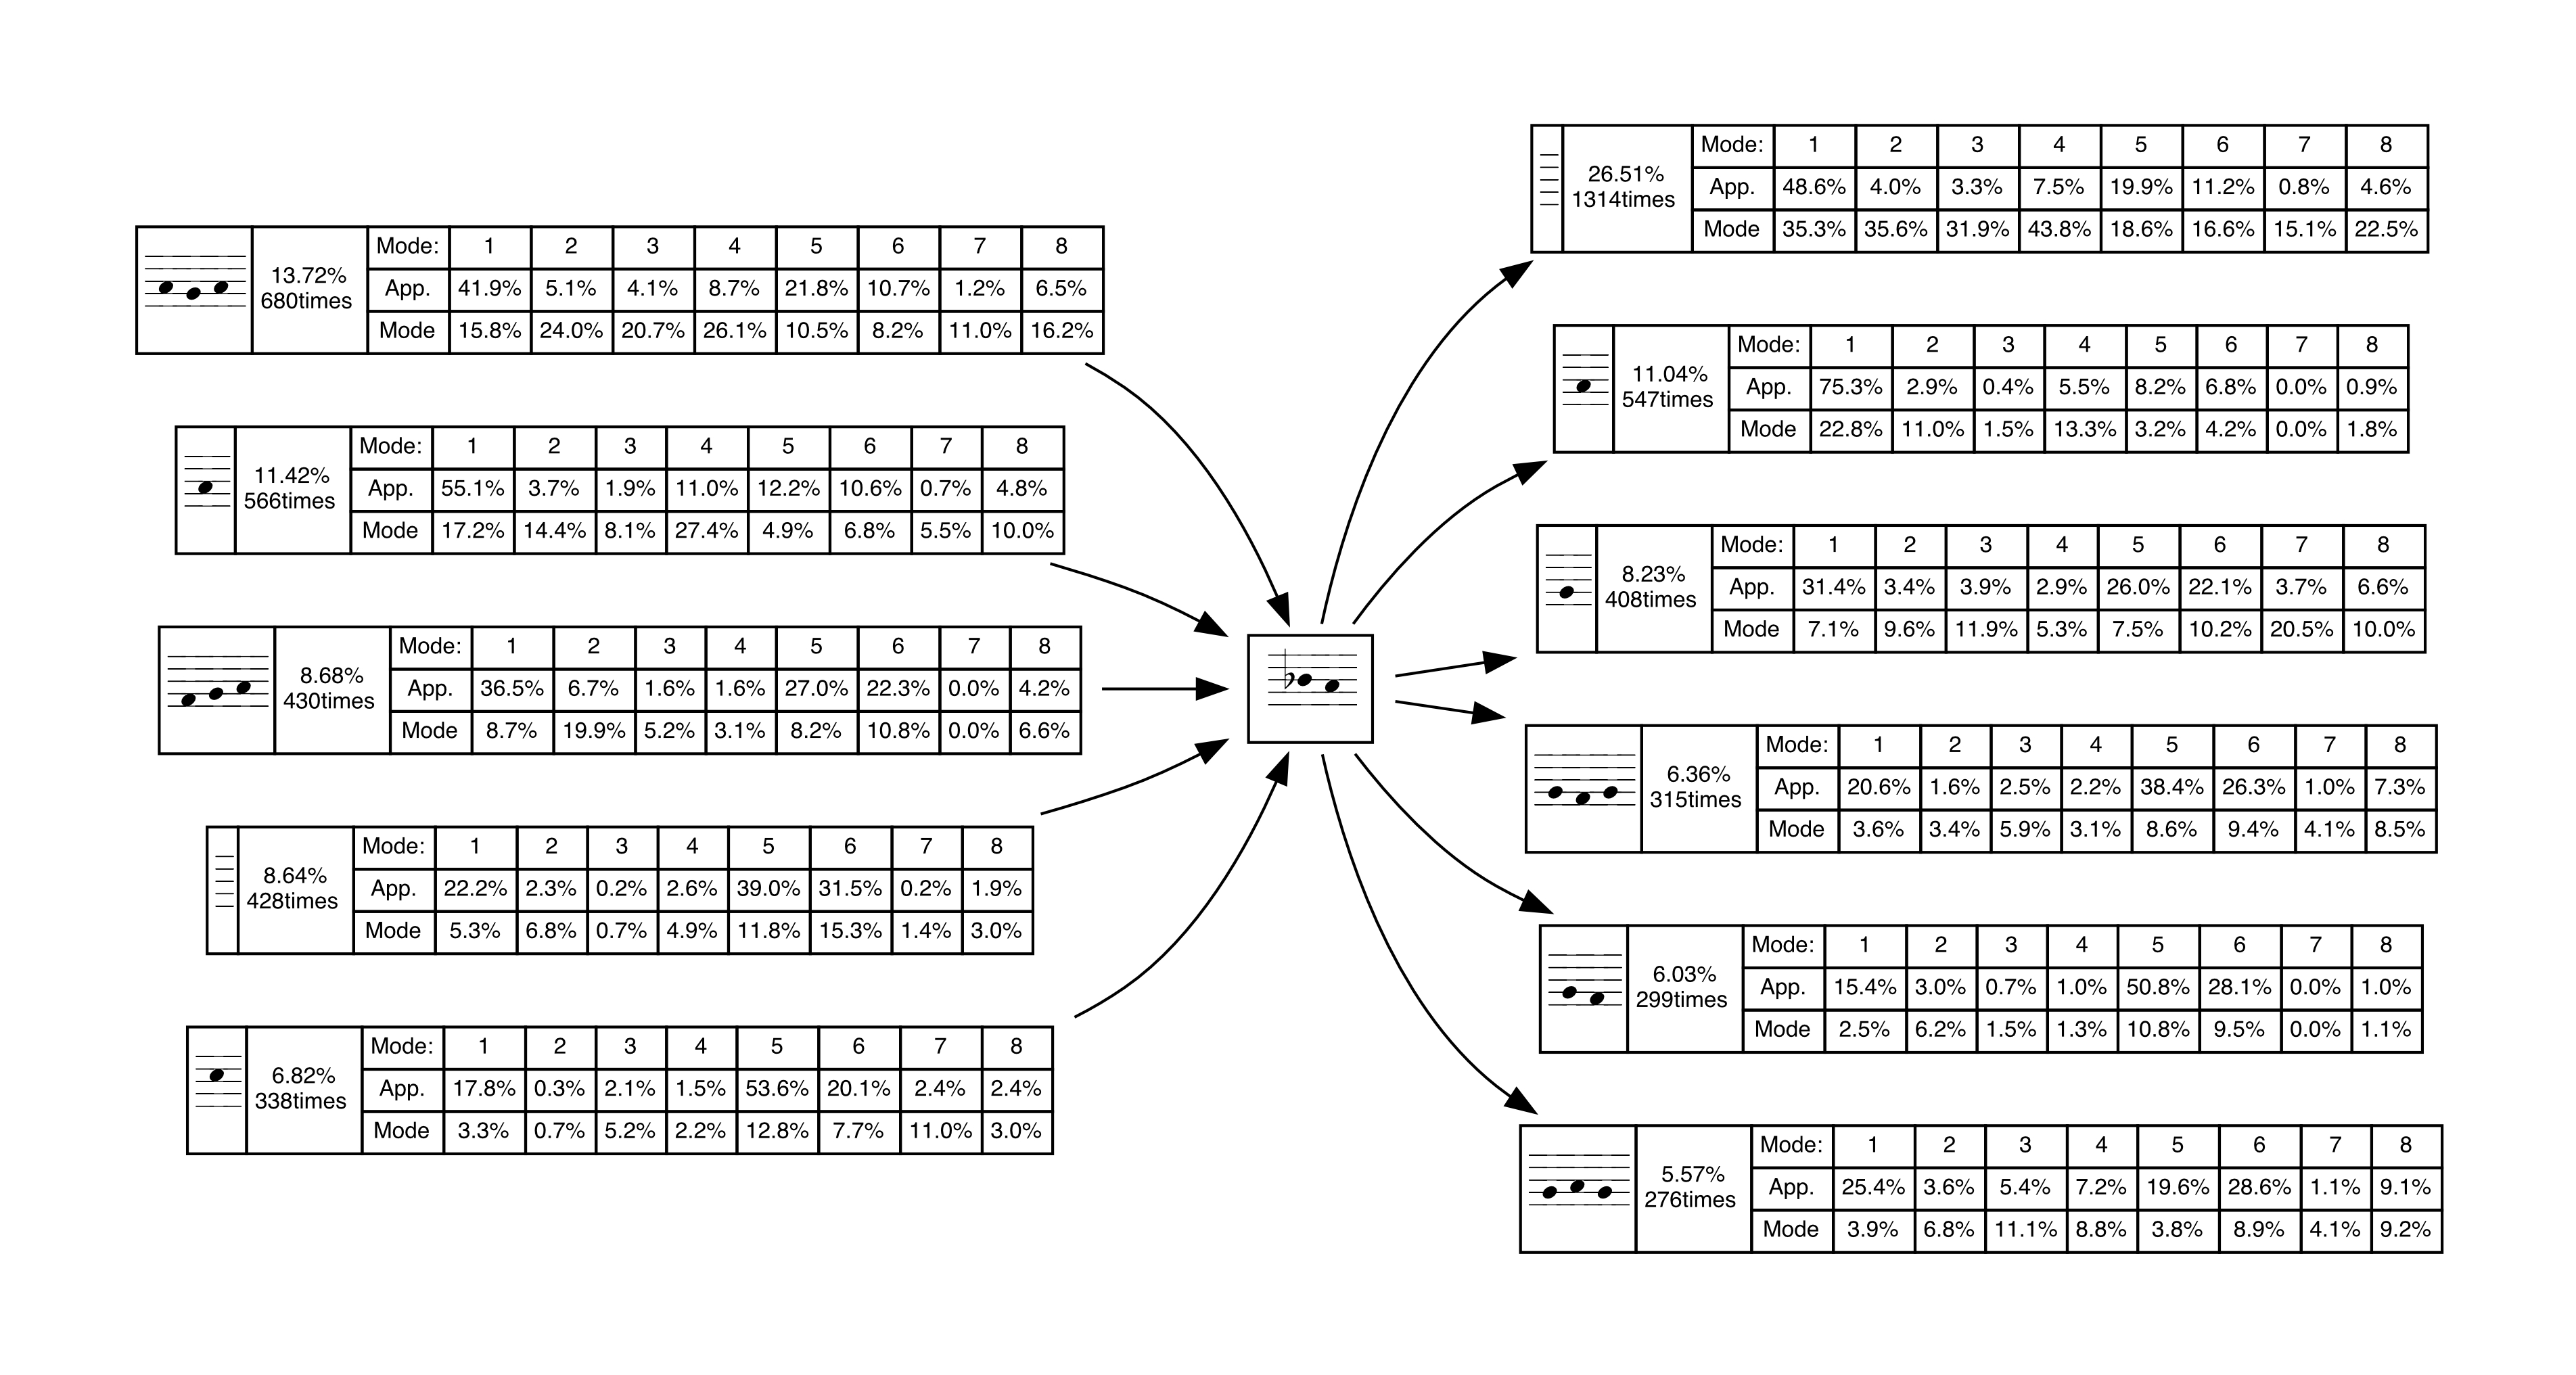 Mode: 1 2 3 4 5 6 7 8
13.72%
680times
App. 41.9% 5.1% 4.1% 8.7% 21.8% 10.7% 1.2% 6.5%
Mode 15.8% 24.0% 20.7% 26.1% 10.5% 8.2% 11.0% 16.2%
Mode: 1 2 3 4 5 6 7 8
11.42%
566times
App. 55.1% 3.7% 1.9% 11.0% 12.2% 10.6% 0.7% 4.8%
Mode 17.2% 14.4% 8.1% 27.4% 4.9% 6.8% 5.5% 10.0%
Mode: 1 2 3 4 5 6 7 8
8.68%
430times
App. 36.5% 6.7% 1.6% 1.6% 27.0% 22.3% 0.0% 4.2%
Mode 8.7% 19.9% 5.2% 3.1% 8.2% 10.8% 0.0% 6.6%
Mode: 1 2 3 4 5 6 7 8
8.64%
428times
App. 22.2% 2.3% 0.2% 2.6% 39.0% 31.5% 0.2% 1.9%
Mode 5.3% 6.8% 0.7% 4.9% 11.8% 15.3% 1.4% 3.0%
Mode: 1 2 3 4 5 6 7 8
6.82%
338times
App. 17.8% 0.3% 2.1% 1.5% 53.6% 20.1% 2.4% 2.4%
Mode 3.3% 0.7% 5.2% 2.2% 12.8% 7.7% 11.0% 3.0%
Mode: 1 2 3 4 5 6 7 8
26.51%
1314times
App. 48.6% 4.0% 3.3% 7.5% 19.9% 11.2% 0.8% 4.6%
Mode 35.3% 35.6% 31.9% 43.8% 18.6% 16.6% 15.1% 22.5%
Mode: 1 2 3 4 5 6 7 8
11.04%
547times
App. 75.3% 2.9% 0.4% 5.5% 8.2% 6.8% 0.0% 0.9%
Mode 22.8% 11.0% 1.5% 13.3% 3.2% 4.2% 0.0% 1.8%
Mode: 1 2 3 4 5 6 7 8
8.23%
408times
App. 31.4% 3.4% 3.9% 2.9% 26.0% 22.1% 3.7% 6.6%
Mode 7.1% 9.6% 11.9% 5.3% 7.5% 10.2% 20.5% 10.0%
Mode: 1 2 3 4 5 6 7 8
6.36%
315times
App. 20.6% 1.6% 2.5% 2.2% 38.4% 26.3% 1.0% 7.3%
Mode 3.6% 3.4% 5.9% 3.1% 8.6% 9.4% 4.1% 8.5%
Mode: 1 2 3 4 5 6 7 8
6.03%
299times
App. 15.4% 3.0% 0.7% 1.0% 50.8% 28.1% 0.0% 1.0%
Mode 2.5% 6.2% 1.5% 1.3% 10.8% 9.5% 0.0% 1.1%
Mode: 1 2 3 4 5 6 7 8
5.57%
276times
App. 25.4% 3.6% 5.4% 7.2% 19.6% 28.6% 1.1% 9.1%
Mode 3.9% 6.8% 11.1% 8.8% 3.8% 8.9% 4.1% 9.2%